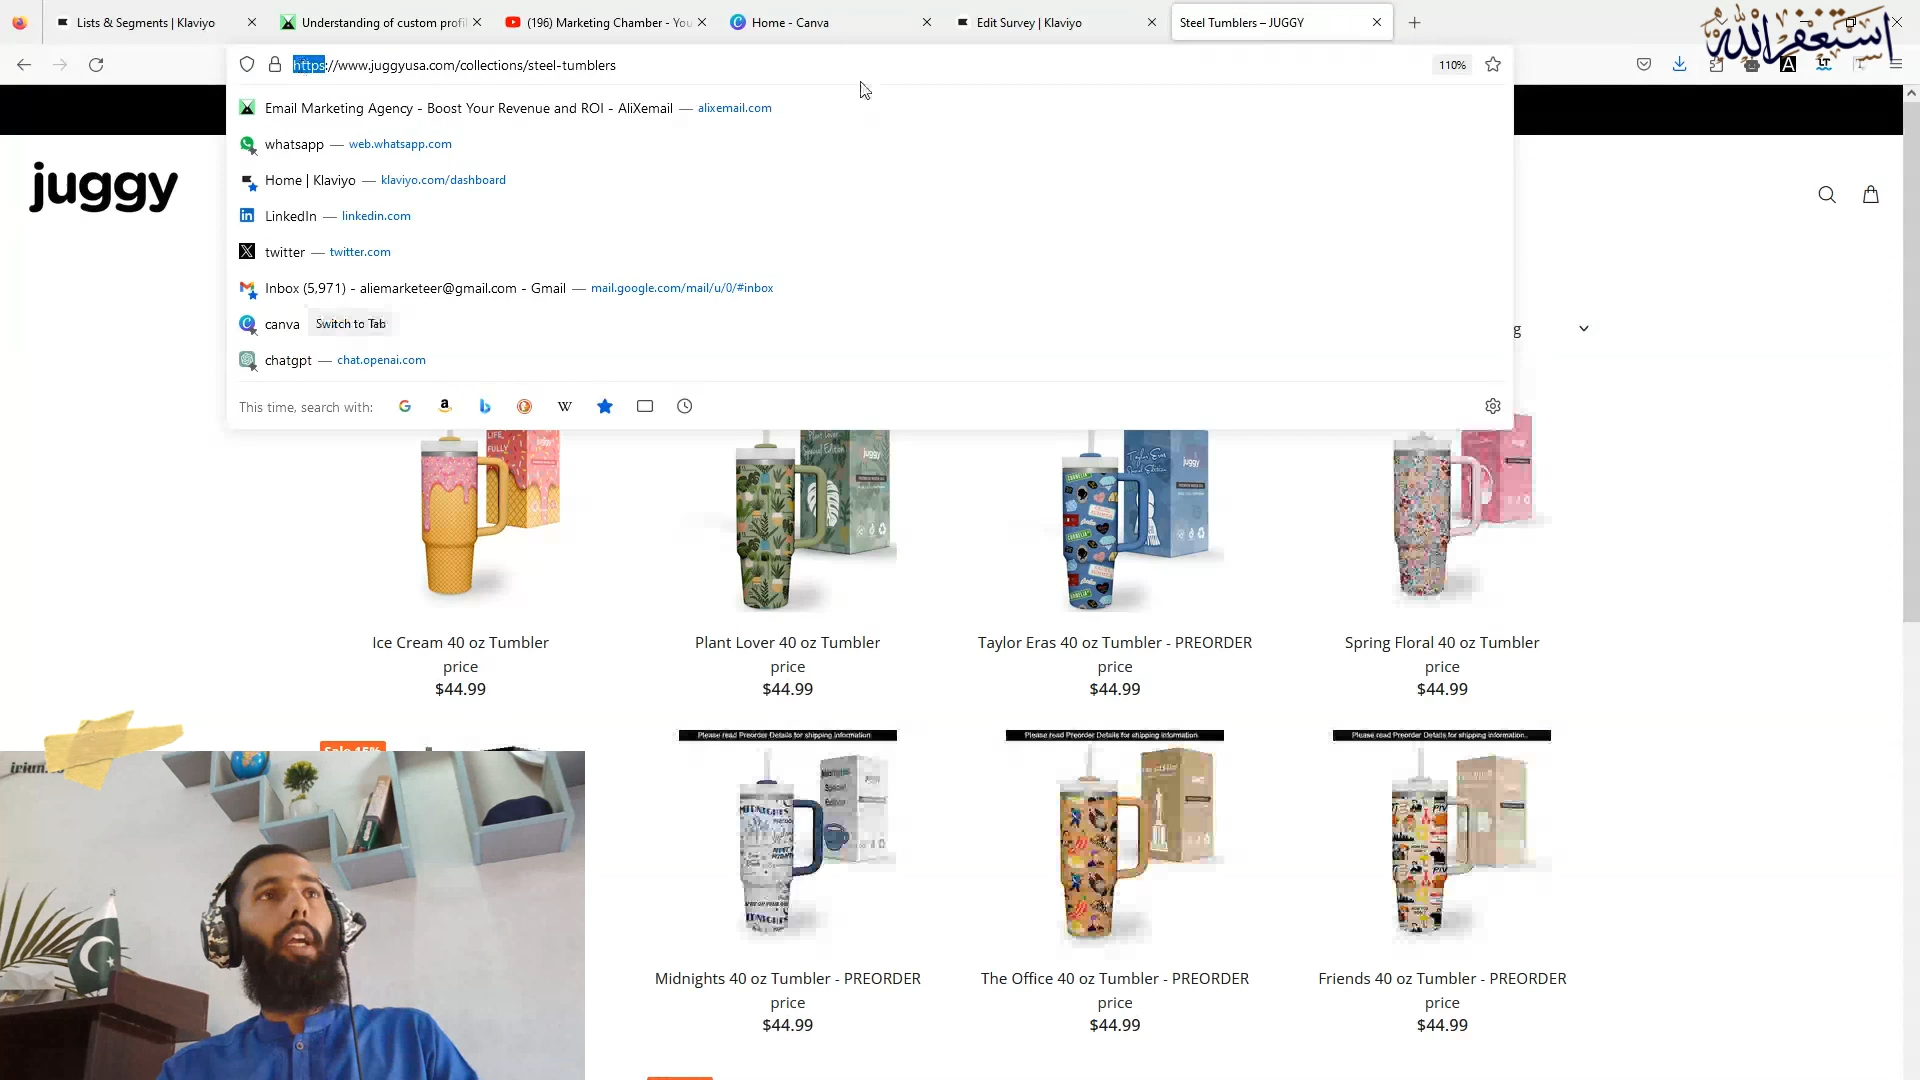 Lists & Segments | Klaviyo
Understanding of custom profil
(196) Marketing Chamber - You
Home - Canva
Edit Survey | Klaviyo
Steel Tumblers – JUGGY
أستغفر الله
https://www.juggyusa.com/collections/steel-tumblers
110%
Email Marketing Agency - Boost Your Revenue and ROI - AliXemail — alixemail.com
whatsapp — web.whatsapp.com
Home | Klaviyo — klaviyo.com/dashboard
LinkedIn — linkedin.com
twitter — twitter.com
Inbox (5,971) - aliemarketeer@gmail.com - Gmail — mail.google.com/mail/u/0/#inbox
canva Switch to Tab
chatgpt — chat.openai.com
This time, search with:
juggy
g
Ice Cream 40 oz Tumbler
price
$44.99
Plant Lover 40 oz Tumbler
price
$44.99
Taylor Eras 40 oz Tumbler - PREORDER
price
$44.99
Spring Floral 40 oz Tumbler
price
$44.99
Sale 15%
Please read Preorder Details for shipping information.
Please read Preorder Details for shipping information.
Please read Preorder Details for shipping information.
Midnights 40 oz Tumbler - PREORDER
price
$44.99
The Office 40 oz Tumbler - PREORDER
price
$44.99
Friends 40 oz Tumbler - PREORDER
price
$44.99